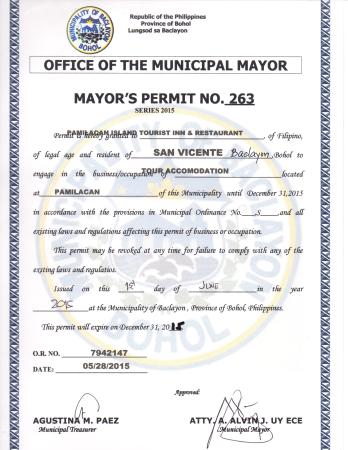 MUNICIPALITY OF BACLAYON
BOHOL
Republic of the Philippines
Province of Bohol
Lungsod sa Baclayon
OFFICE OF THE MUNICIPAL MAYOR
MAYOR'S PERMIT NO. 263
SERIES 2015
Permit is hereby granted to PAMILACAN ISLAND TOURIST INN & RESTAURANT, of Filipino,
of legal age and resident of SAN VICENTE Baclayon, Bohol to
engage in the business/occupation of TOUR ACCOMODATION located
at PAMILACAN of this Municipality until December 31,2015
in accordance with the provisions in Municipal Ordinance No. S and all
existing laws and regulations affecting this permit of business or occupation.
This permit may be revoked at any time for failure to comply with any of the
exsting laws and regulatios.
Issued on this 1st day of JUNE in the year
2015 at the Municipality of Baclayon , Province of Bohol, Philippines.
This permit will expire on December 31, 2015
O.R. NO. 7942147
DATE: 05/28/2015
Approved:
AGUSTINA M. PAEZ
Municipal Treasurer
ATTY. A. ALVIN J. UY ECE
Municipal Mayor